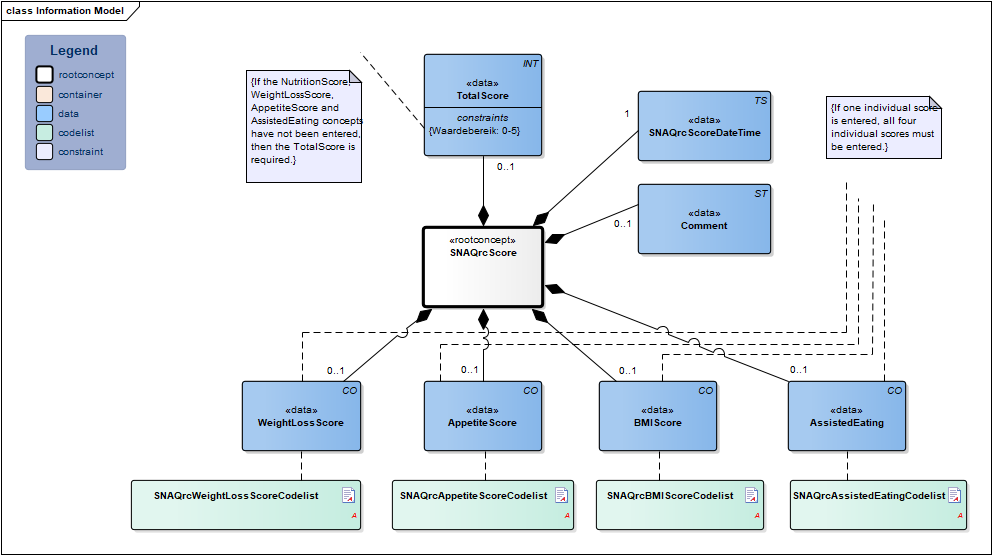 class Information Model
Legend
rootconcept
container
data
codelist
constraint
{If the NutritionScore,
WeightLossScore,
AppetiteScore and
AssistedEating concepts
have not been entered,
then the TotalScore is
required.}
INT
«data»
TotalScore
constraints
{Waardebereik: 0-5}
0..1
TS
«data»
SNAQrcScoreDateTime
1
ST
«data»
Comment
0..1
{If one individual score
is entered, all four
individual scores must
be entered.}
«rootconcept»
SNAQrcScore
0..1
0..1
0..1
0..1
CO
«data»
WeightLossScore
CO
«data»
AppetiteScore
CO
«data»
BMIScore
CO
«data»
AssistedEating
SNAQrcWeightLossScoreCodelist
A
SNAQrcAppetiteScoreCodelist
A
SNAQrcBMIScoreCodelist
A
SNAQrcAssistedEatingCodelist
A